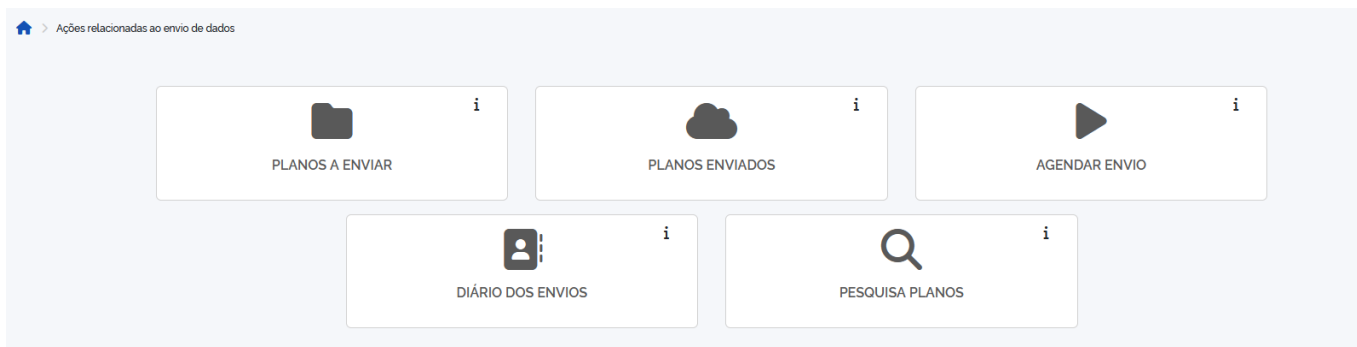 Ações relacionadas ao envio de dados
i
PLANOS A ENVIAR
i
PLANOS ENVIADOS
i
AGENDAR ENVIO
i
DIÁRIO DOS ENVIOS
i
PESQUISA PLANOS